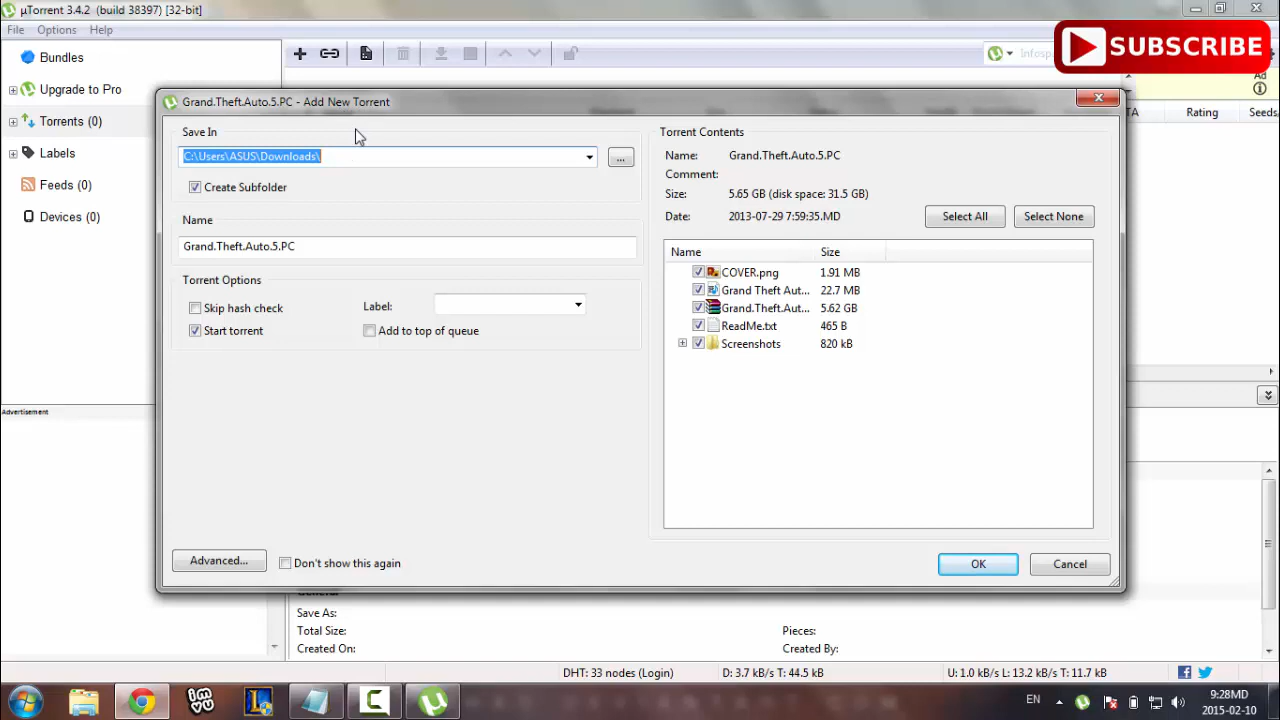 µTorrent 3.4.2 (build 38397) [32-bit]
File Options Help
SUBSCRIBE
Bundles
Upgrade to Pro
Torrents (0)
Labels
Feeds (0)
Devices (0)
Advertisement
Infosp
Ad
TA Rating Seeds
Grand.Theft.Auto.5.PC - Add New Torrent
Save In
C:\Users\ASUS\Downloads\
...
Create Subfolder
Name
Grand.Theft.Auto.5.PC
Torrent Options
Skip hash check
Label:
Start torrent
Add to top of queue
Advanced...
Don't show this again
Torrent Contents
Name: Grand.Theft.Auto.5.PC
Comment:
Size: 5.65 GB (disk space: 31.5 GB)
Date: 2013-07-29 7:59:35.MD
Select All
Select None
Name Size
COVER.png 1.91 MB
Grand Theft Aut... 22.7 MB
Grand.Theft.Aut... 5.62 GB
ReadMe.txt 465 B
Screenshots 820 kB
OK
Cancel
General
Save As:
Total Size: Pieces:
Created On: Created By:
DHT: 33 nodes (Login) D: 3.7 kB/s T: 44.5 kB U: 1.0 kB/s L: 13.2 kB/s T: 11.7 kB
EN
9:28MD
2015-02-10